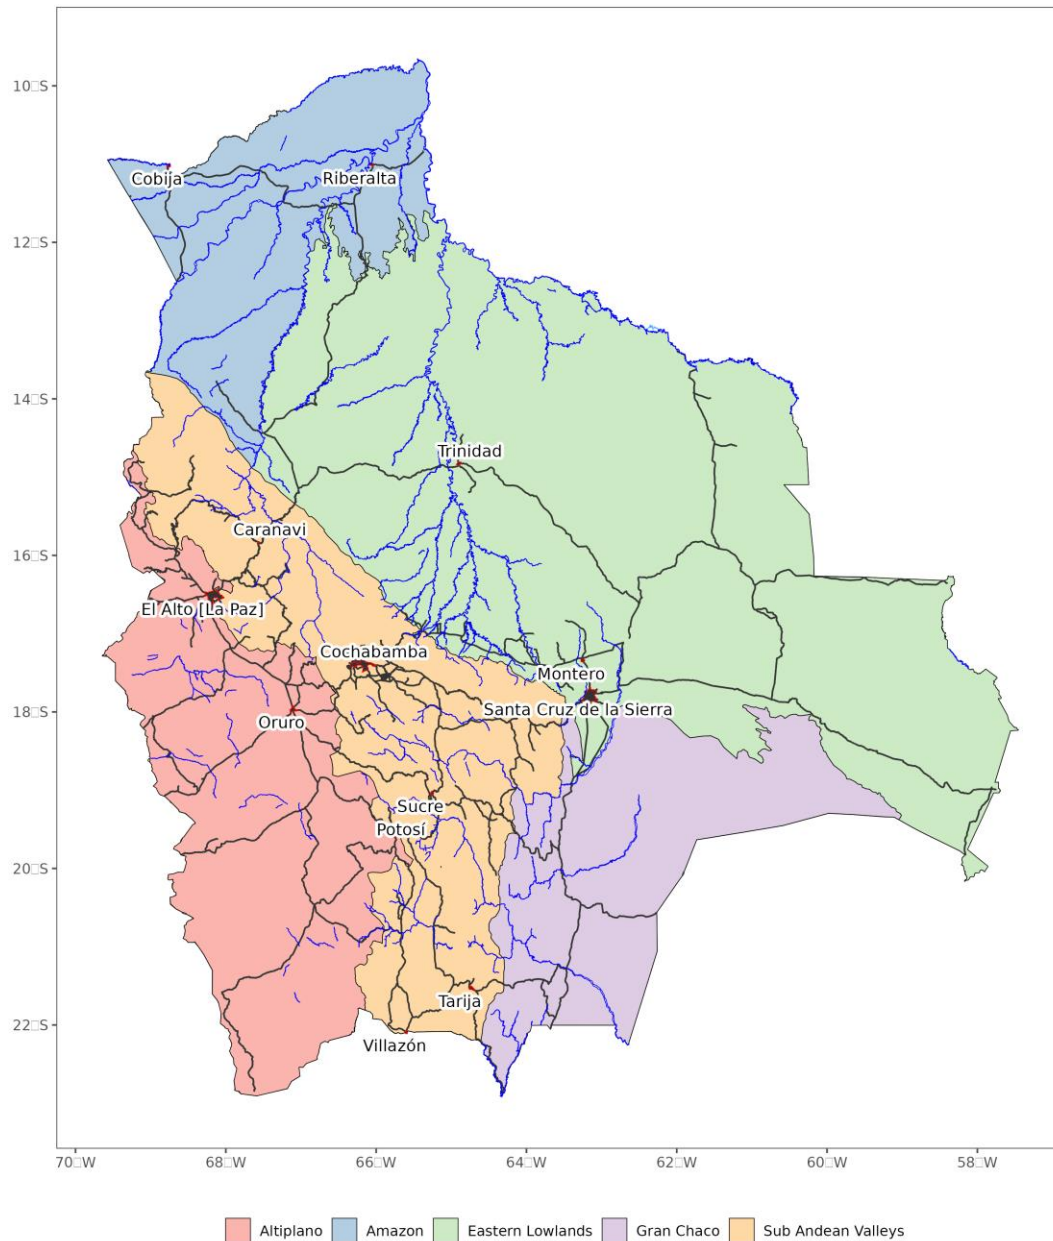 10□S
Cobija
Riberalta
12□S
14□S
Trinidad
Caranavi
16□S
El Alto [La Paz]
Cochabamba
Montero
Santa Cruz de la Sierra
18□S
Oruro
Sucre
Potosí
20□S
Tarija
22□S
Villazón
70□W 68□W 66□W 64□W 62□W 60□W 58□W
Altiplano Amazon Eastern Lowlands Gran Chaco Sub Andean Valleys